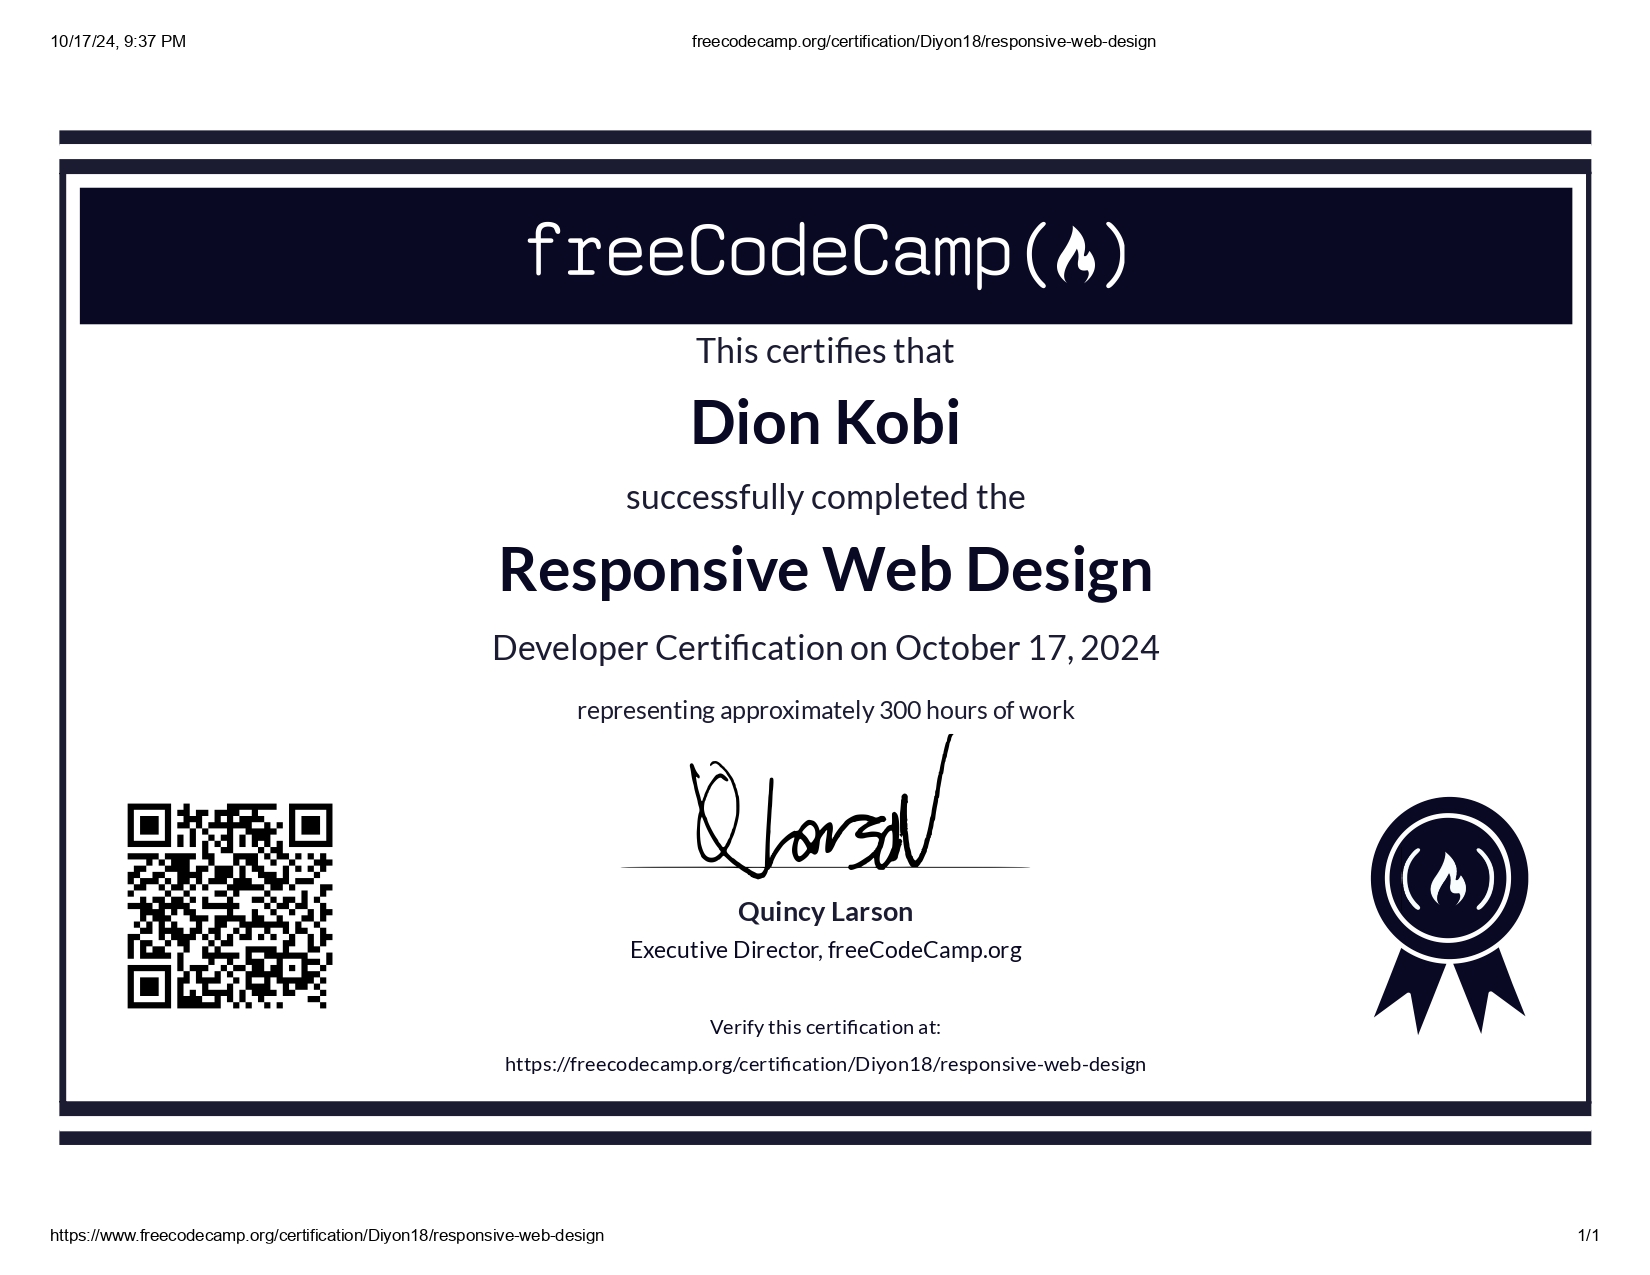 10/17/24, 9:37 PM
freecodecamp.org/certification/Diyon18/responsive-web-design
freeCodeCamp
This certifies that
Dion Kobi
successfully completed the
Responsive Web Design
Developer Certification on October 17, 2024
representing approximately 300 hours of work
Q Larson
Quincy Larson
Executive Director, freeCodeCamp.org
Verify this certification at:
https://freecodecamp.org/certification/Diyon18/responsive-web-design
https://www.freecodecamp.org/certification/Diyon18/responsive-web-design
1/1